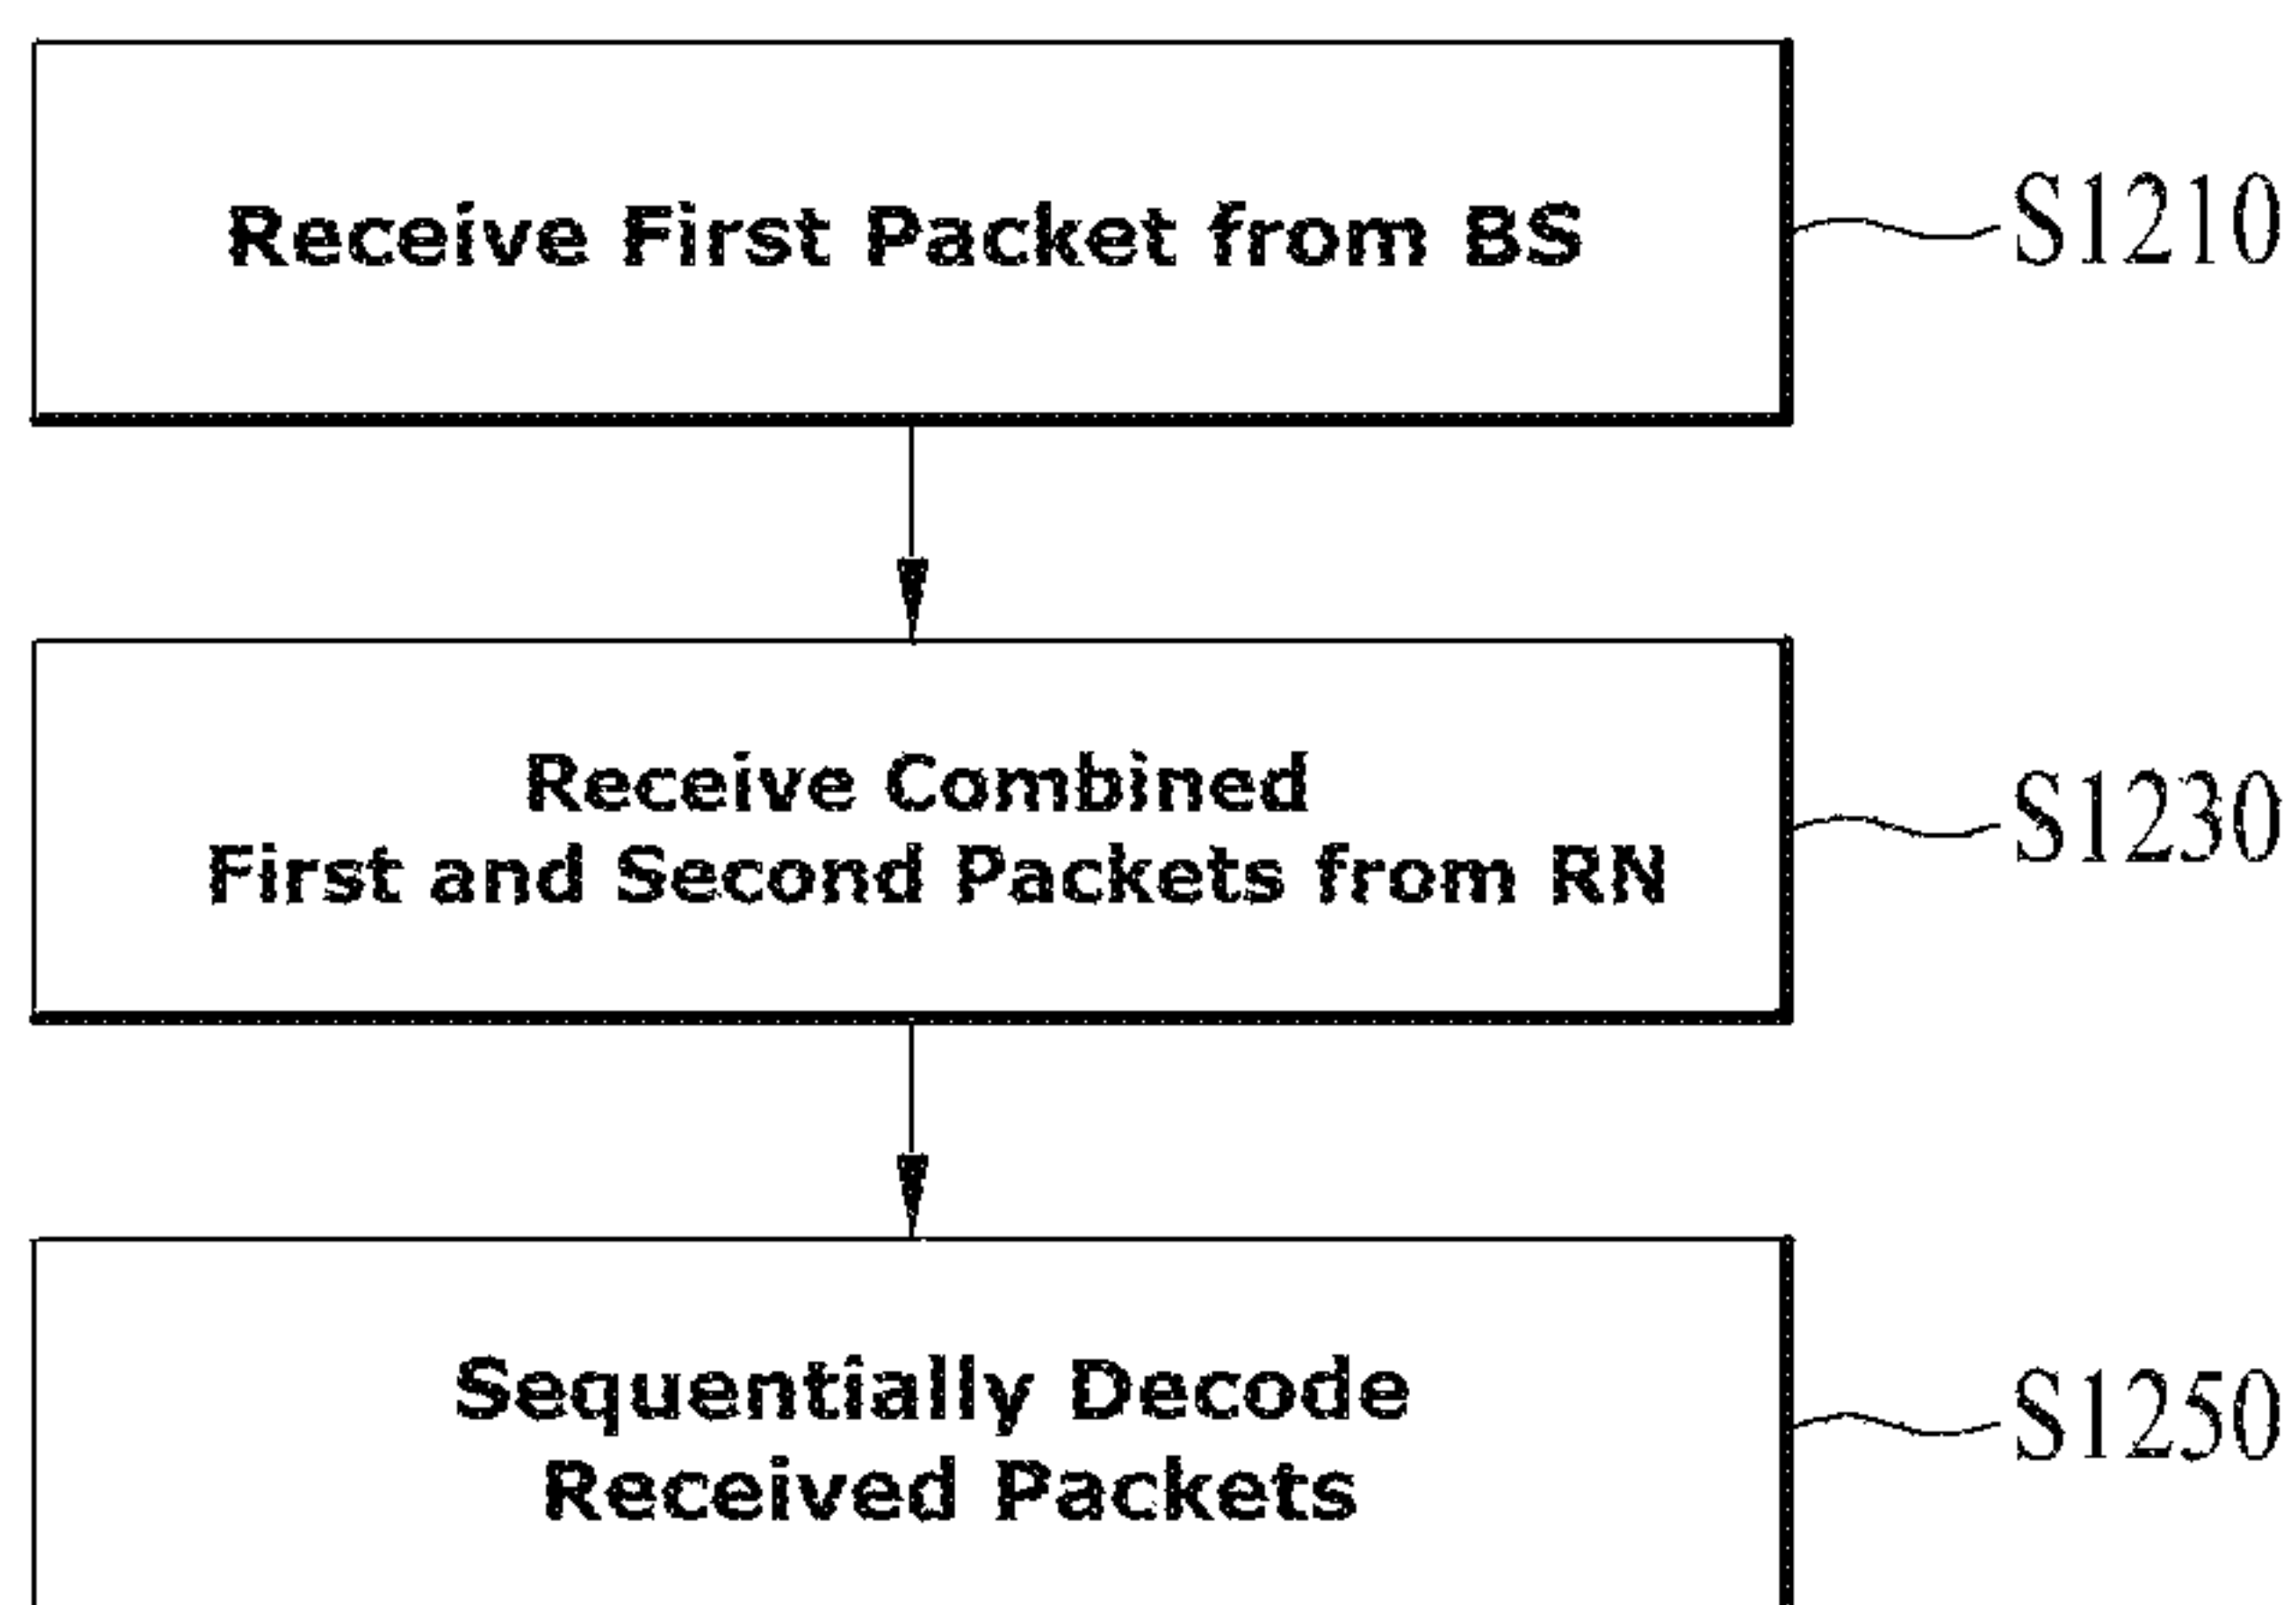 Receive First Packet from BS
S1210
Receive Combined
First and Second Packets from RN
S1230
Sequentially Decode
Received Packets
S1250